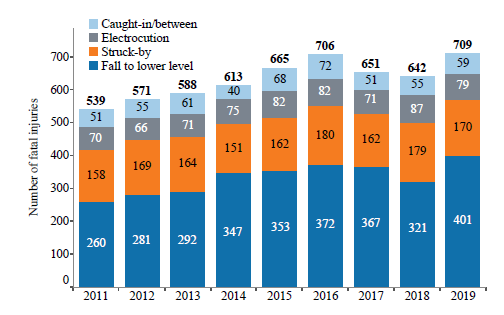 Caught-in/between
Electrocution
Struck-by
Fall to lower level
Number of fatal injuries
700
600
500
400
300
200
100
0
539 571 588 613 665 706 651 642 709
51 55 61 40 68 72 51 55 59
70 66 71 75 82 82 71 87 79
158 169 164 151 162 180 162 179 170
260 281 292 347 353 372 367 321 401
2011 2012 2013 2014 2015 2016 2017 2018 2019